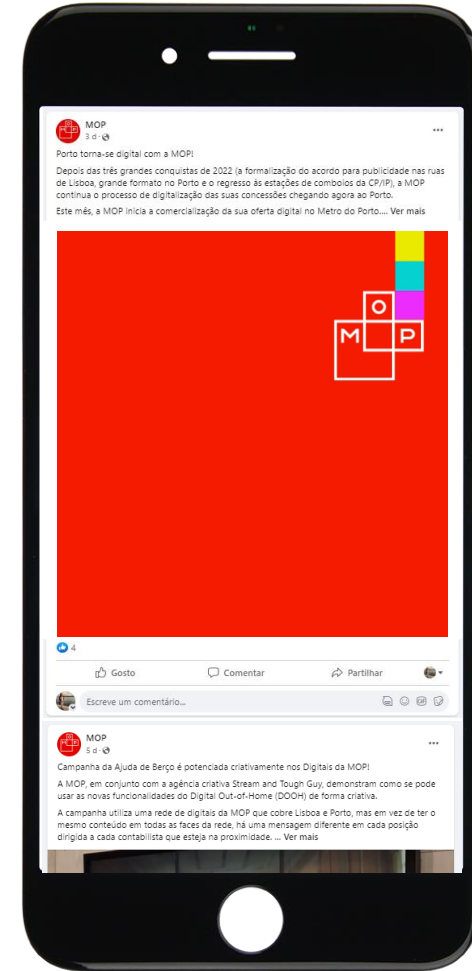 MOP
3 d ·
Porto torna-se digital com a MOP!
Depois das três grandes conquistas de 2022 (a formalização do acordo para publicidade nas ruas
de Lisboa, grande formato no Porto e o regresso às estações de comboios da CP/IP), a MOP
continua o processo de digitalização das suas concessões chegando agora ao Porto.
Este mês, a MOP inicia a comercialização da sua oferta digital no Metro do Porto.... Ver mais
O
M P
4
Gosto Comentar Partilhar
Escreve um comentário...
MOP
5 d ·
Campanha da Ajuda de Berço é potenciada criativamente nos Digitais da MOP!
A MOP, em conjunto com a agência criativa Stream and Tough Guy, demonstram como se pode
usar as novas funcionalidades do Digital Out-of-Home (DOOH) de forma criativa.
A campanha utiliza uma rede de digitais da MOP que cobre Lisboa e Porto, mas em vez de ter o
mesmo conteúdo em todas as faces da rede, há uma mensagem diferente em cada posição
dirigida a cada contabilista que esteja na proximidade. ... Ver mais